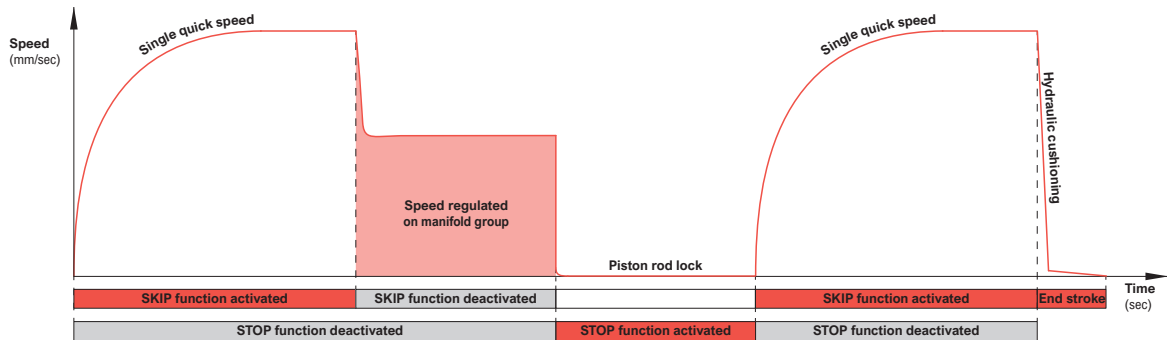 Speed
(mm/sec)
Single quick speed
Single quick speed
Hydraulic cushioning
Speed regulated
on manifold group
Piston rod lock
SKIP function activated
SKIP function deactivated
SKIP function activated
End stroke
Time
(sec)
STOP function deactivated
STOP function activated
STOP function deactivated